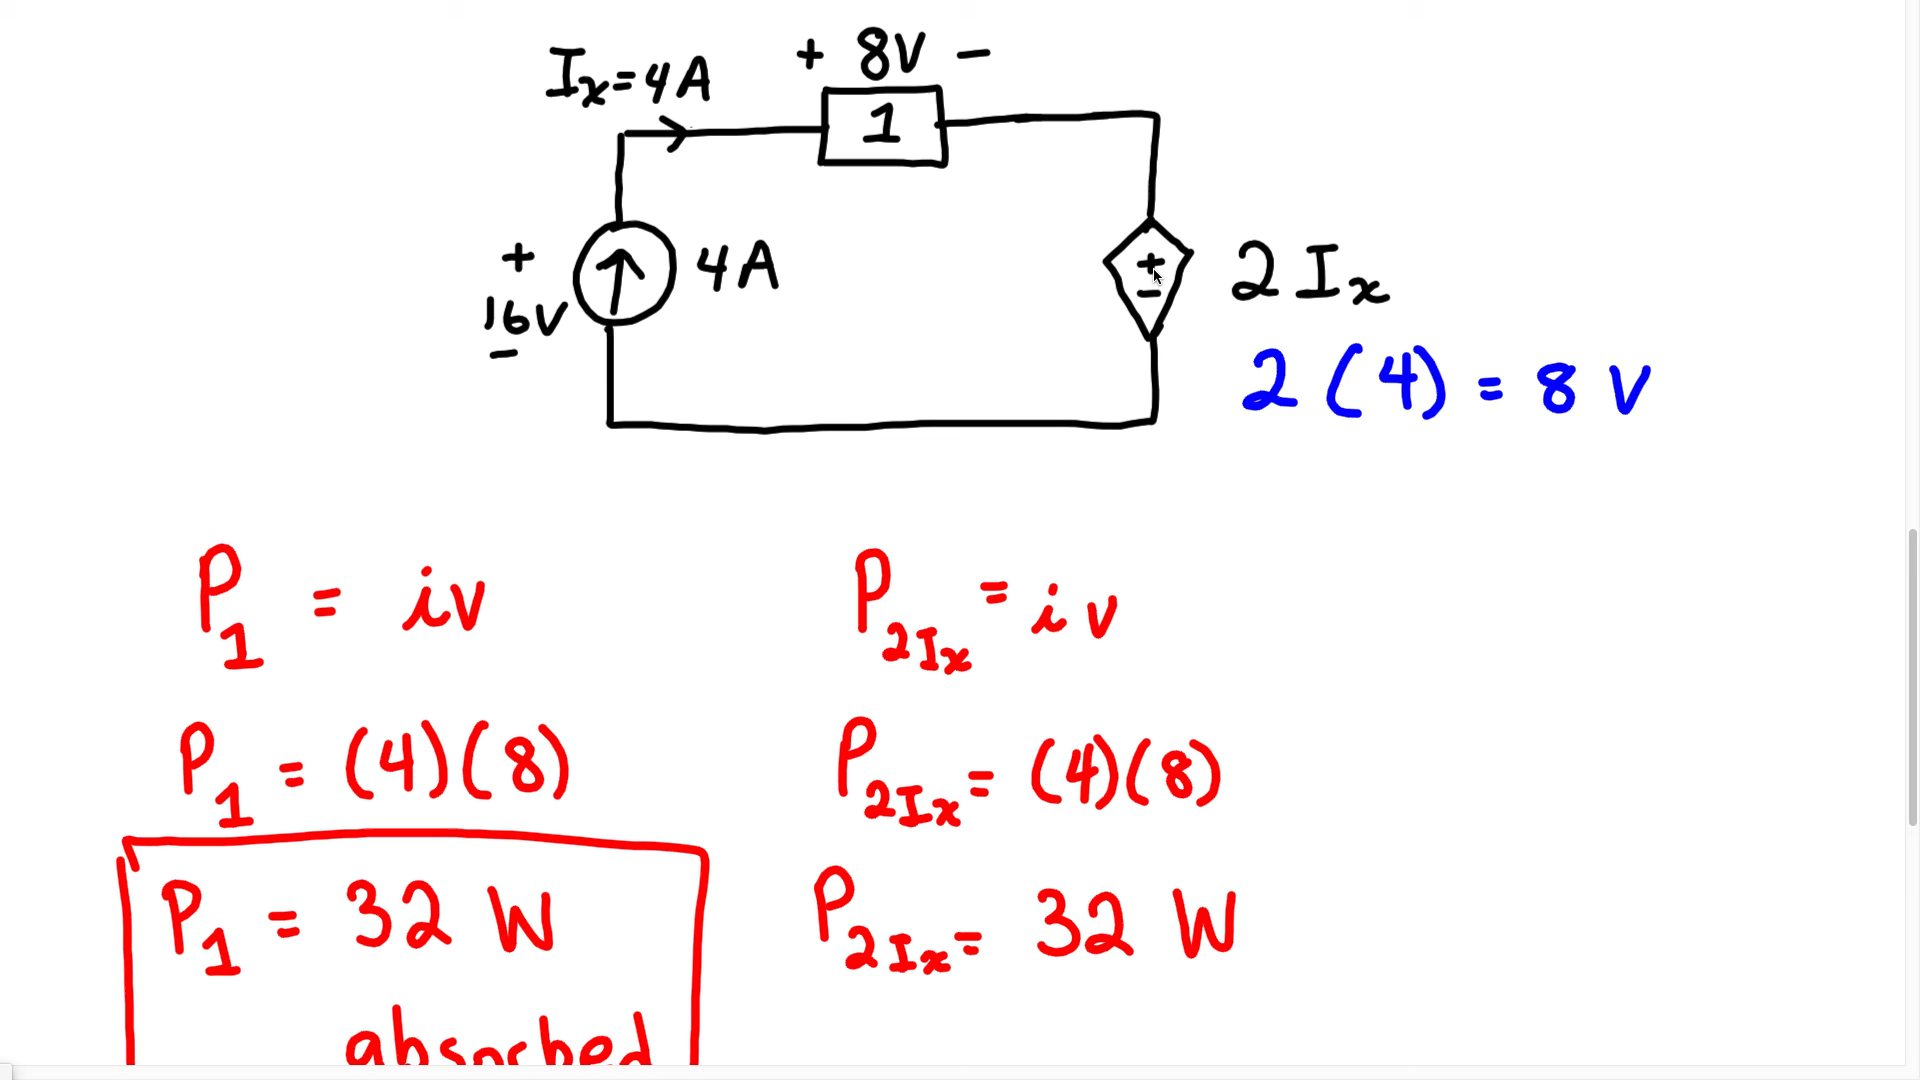 Ix=4A
+ 8V -
1
+
16V
-
4A
+
-
2Ix
2(4) = 8 V
P1 = iv
P1 = (4)(8)
P1 = 32 W
absorbed
P2Ix = iv
P2Ix = (4)(8)
P2Ix = 32 W